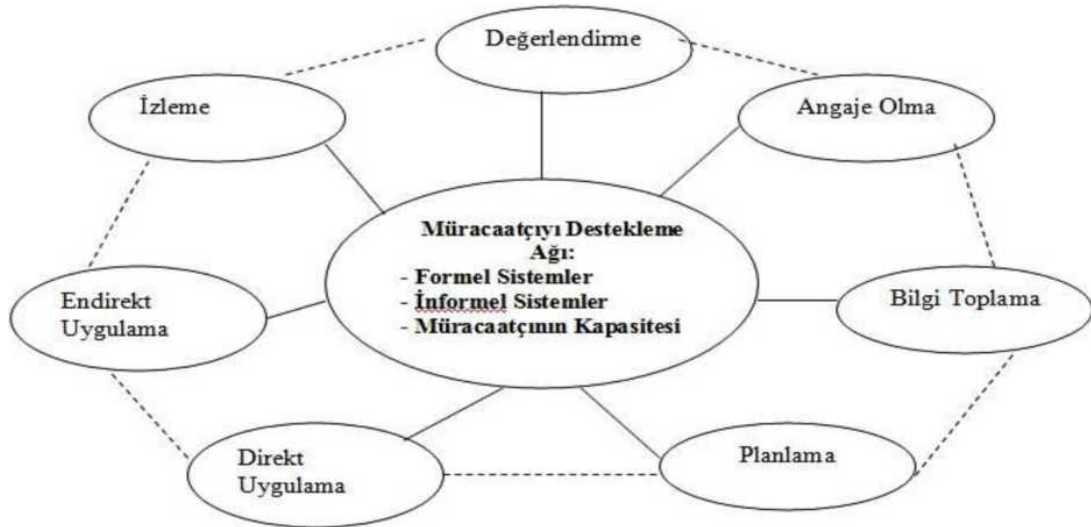 Değerlendirme
İzleme
Angaje Olma
Müracaatçıyı Destekleme
Ağı:
- Formel Sistemler
- İnformel Sistemler
- Müracaatçının Kapasitesi
Endirekt
Uygulama
Bilgi Toplama
Direkt
Uygulama
Planlama